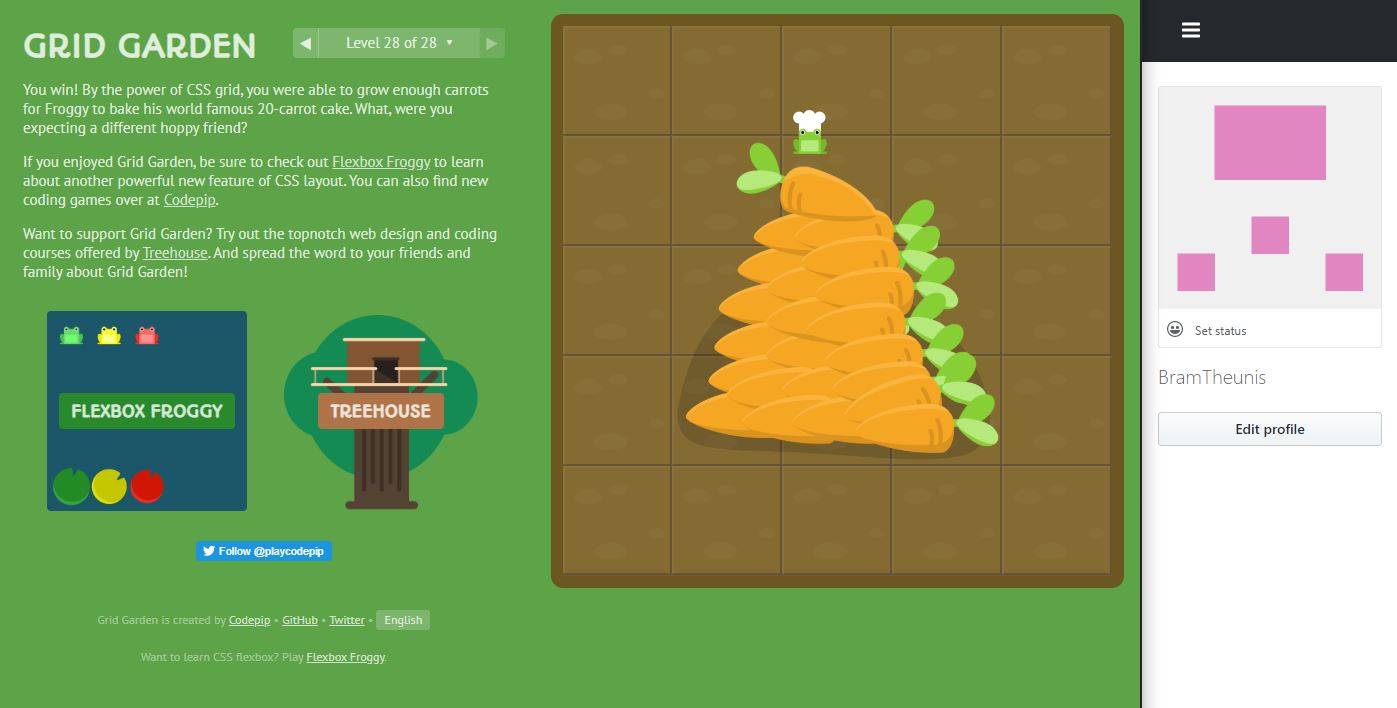 GRID GARDEN
◀ Level 28 of 28 ▼ ▶
You win! By the power of CSS grid, you were able to grow enough carrots
for Froggy to bake his world famous 20-carrot cake. What, were you
expecting a different hoppy friend?
If you enjoyed Grid Garden, be sure to check out Flexbox Froggy to learn
about another powerful new feature of CSS layout. You can also find new
coding games over at Codepip.
Want to support Grid Garden? Try out the topnotch web design and coding
courses offered by Treehouse. And spread the word to your friends and
family about Grid Garden!
FLEXBOX FROGGY
TREEHOUSE
Follow @playcodepip
Grid Garden is created by Codepip • GitHub • Twitter • English
Want to learn CSS flexbox? Play Flexbox Froggy.
Set status
BramTheunis
Edit profile